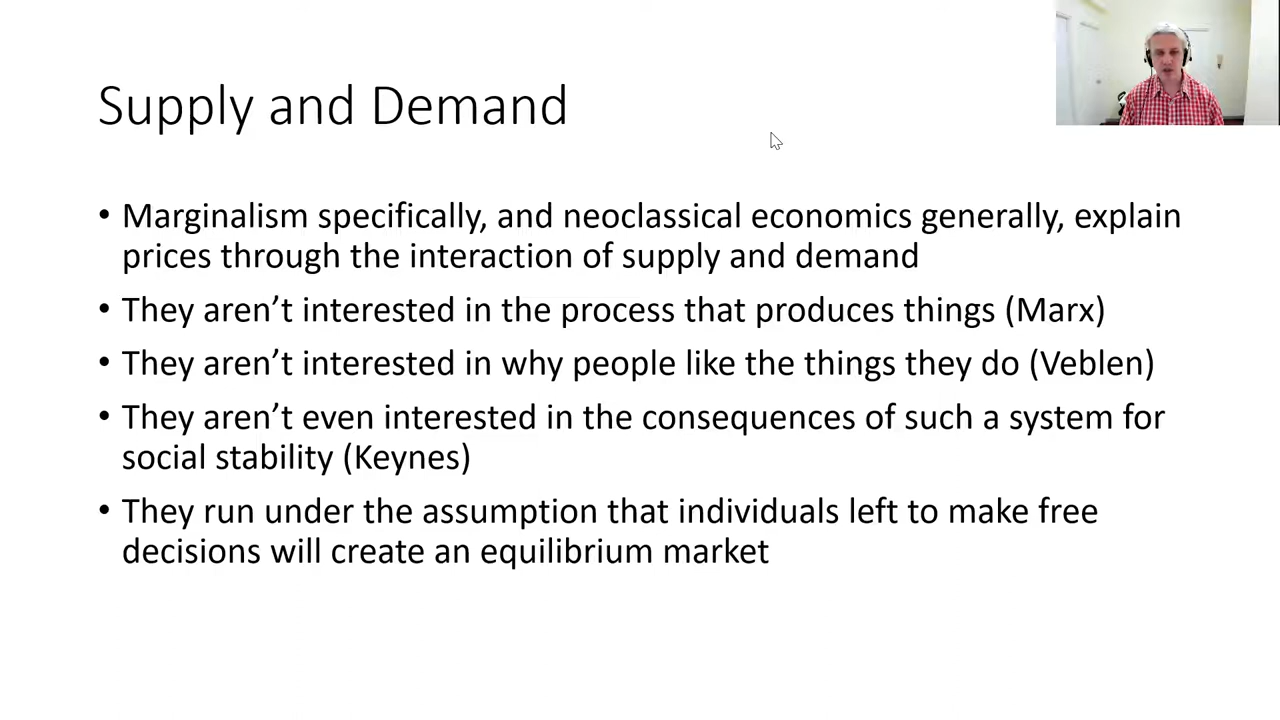 Supply and Demand
• Marginalism specifically, and neoclassical economics generally, explain
prices through the interaction of supply and demand
• They aren’t interested in the process that produces things (Marx)
• They aren’t interested in why people like the things they do (Veblen)
• They aren’t even interested in the consequences of such a system for
social stability (Keynes)
• They run under the assumption that individuals left to make free
decisions will create an equilibrium market